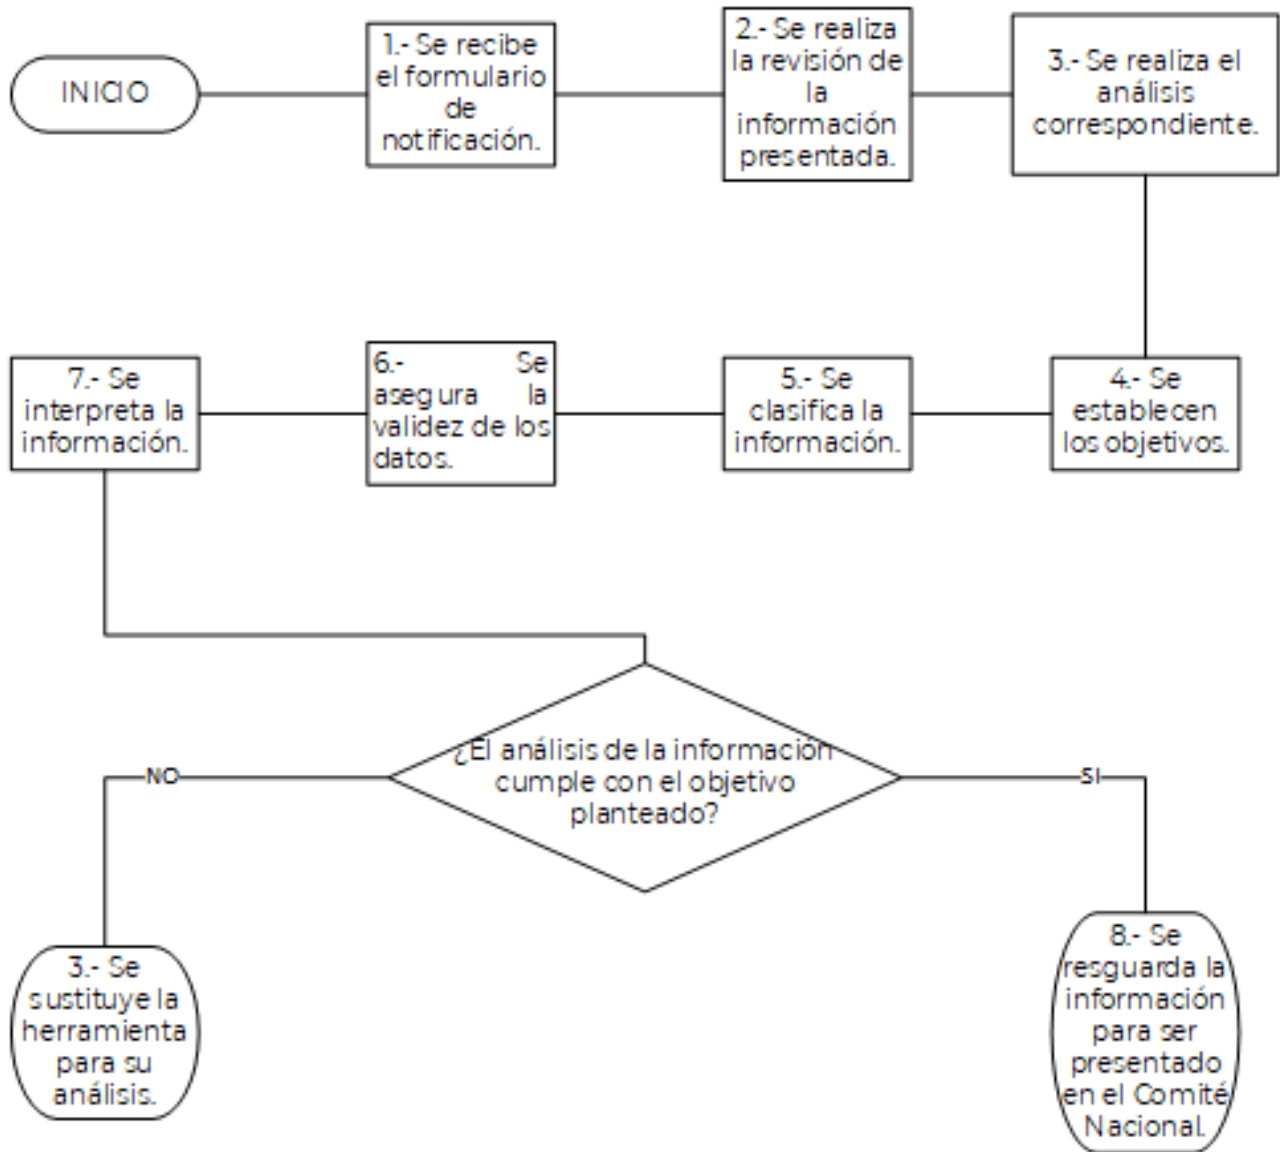 INICIO
1.- Se recibe
el formulario
de
notificación.
2.- Se realiza
la revisión de
la
información
presentada.
3.- Se realiza el
análisis
correspondiente.
7.- Se
interpreta la
información.
6.- Se
asegura la
validez de los
datos.
5.- Se
clasifica la
información.
4.- Se
establecen
los objetivos.
¿El análisis de la información
cumple con el objetivo
planteado?
NO
SI
3.- Se
sustituye la
herramienta
para su
análisis.
8.- Se
resguarda la
información
para ser
presentado
en el Comité
Nacional.